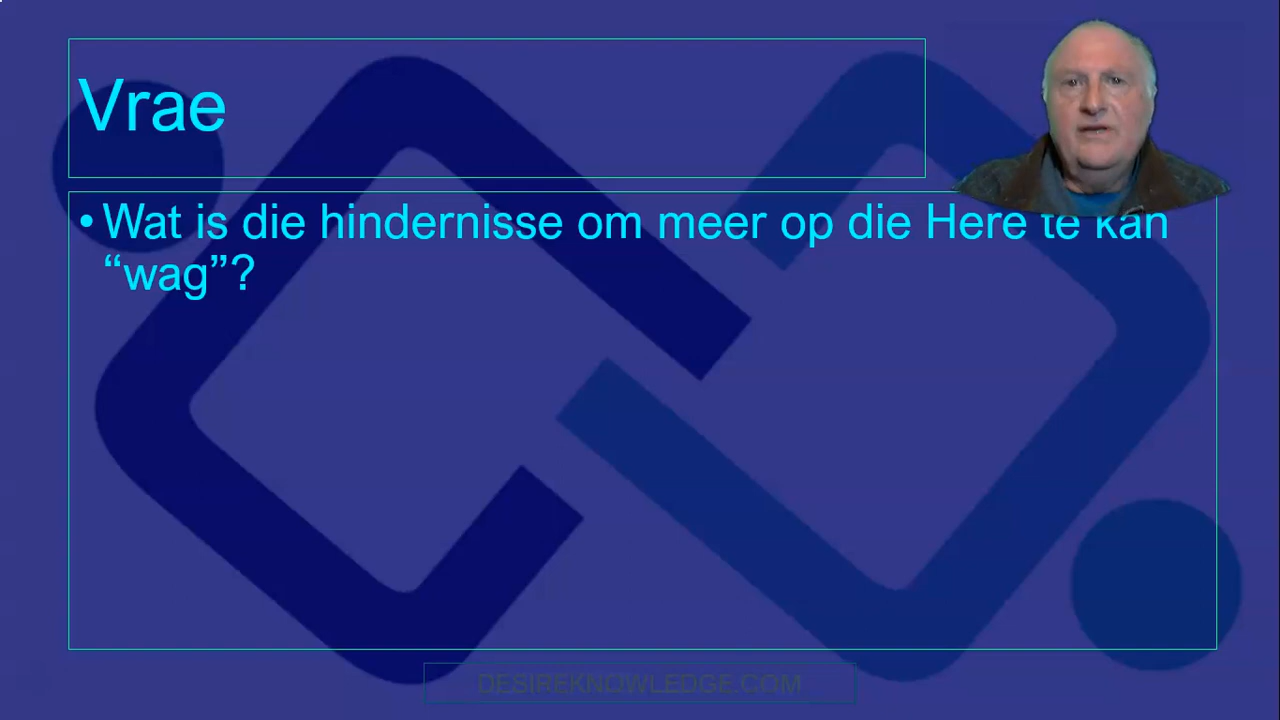 Vrae
• Wat is die hindernisse om meer op die Here te kan
“wag”?
DESIREKNOWLEDGE.COM